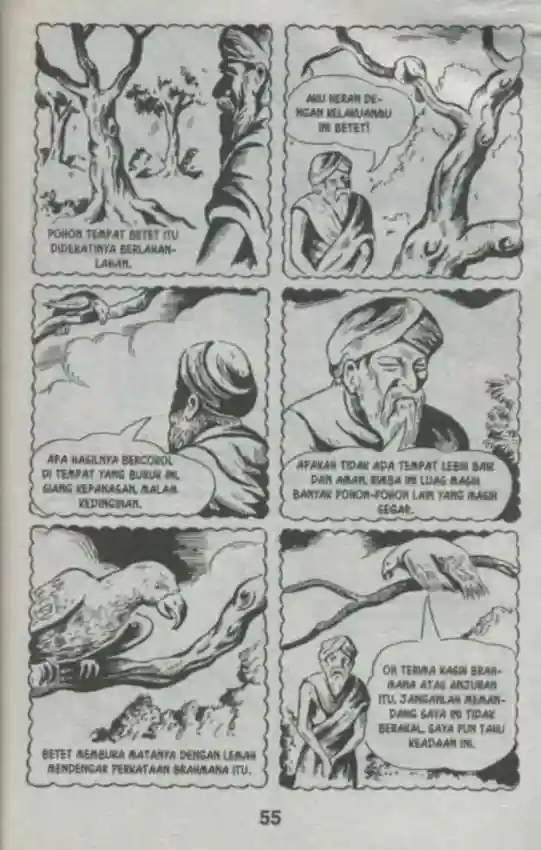 POHON TEMPAT BETET ITU
DIDEKATINYA BERLAHAN-
LAHAN.
AKU HERAN DE-
NGAN KELAKUANMU
INI BETET!
APA HASILNYA BERCOKOL
DI TEMPAT YANG BURUK INI,
SIANG KEPANASAN, MALAM
KEDINGINAN.
APAKAH TIDAK ADA TEMPAT LEBIH BAIK
DAN AMAN, RIMBA INI LUAS MASIH
BANYAK POHON-POHON LAIN YANG MASIH
SEGAR.
BETET MEMBUKA MATANYA DENGAN LEMAH
MENDENGAR PERKATAAN BRAHMANA ITU.
OH TERIMA KASIH BRAH-
MANA ATAS ANJURAN
ITU, JANGANLAH MEMAN-
DANG SAYA INI TIDAK
BERAKAL, SAYA PUN TAHU
KEADAAN INI.
55